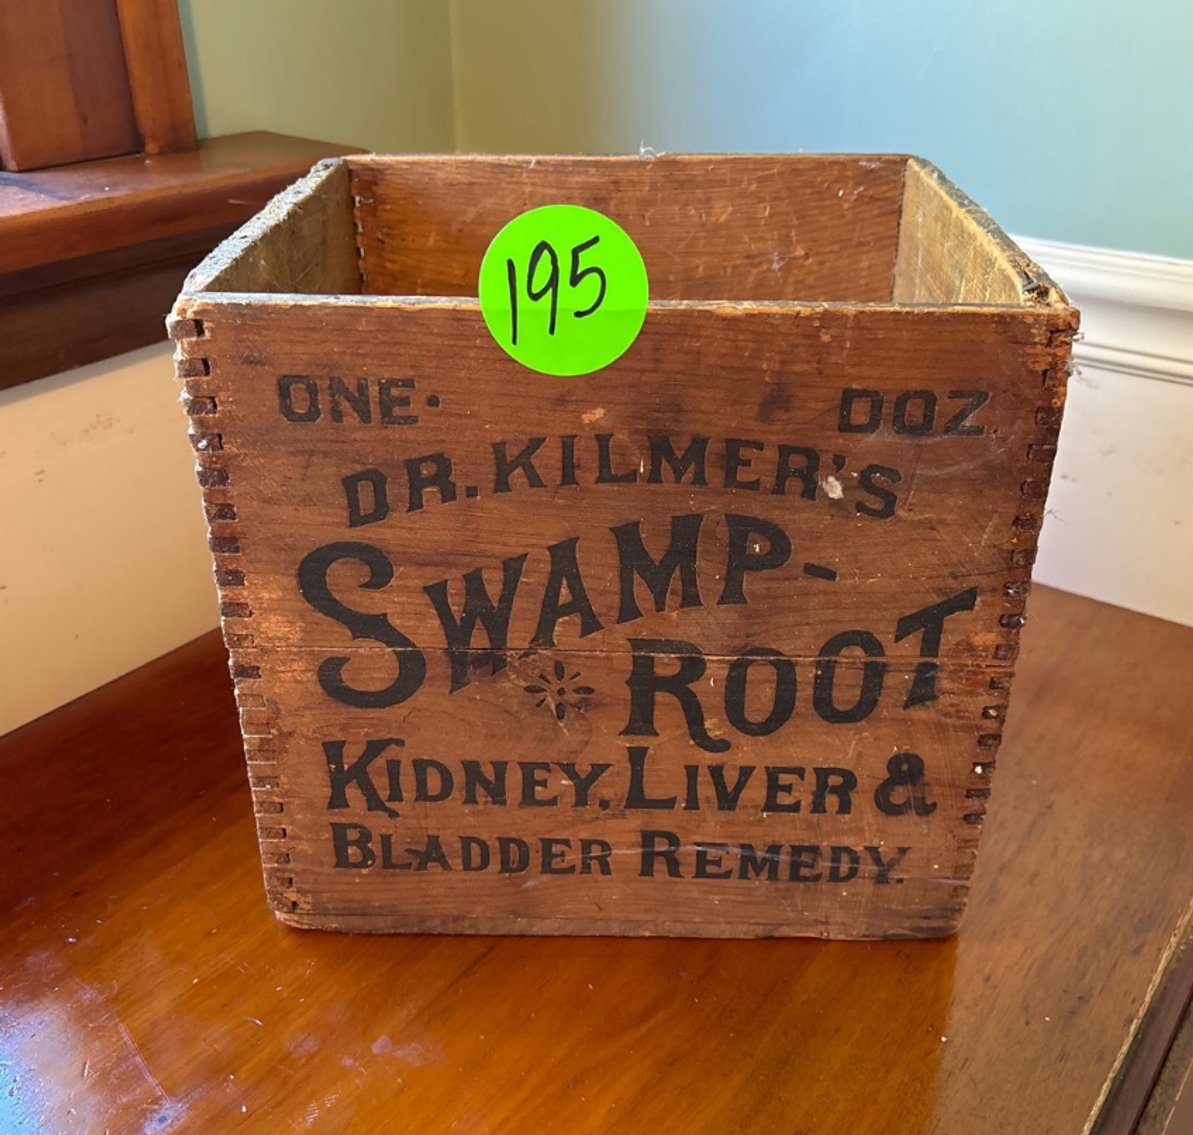 195
ONE. DOZ.
DR. KILMER'S
SWAMP-
ROOT
KIDNEY, LIVER &
BLADDER REMEDY.